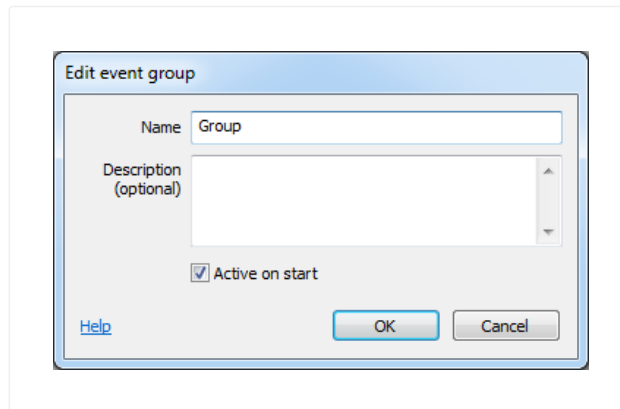 Edit event group
Name Group
Description
(optional)
Active on start
Help OK Cancel